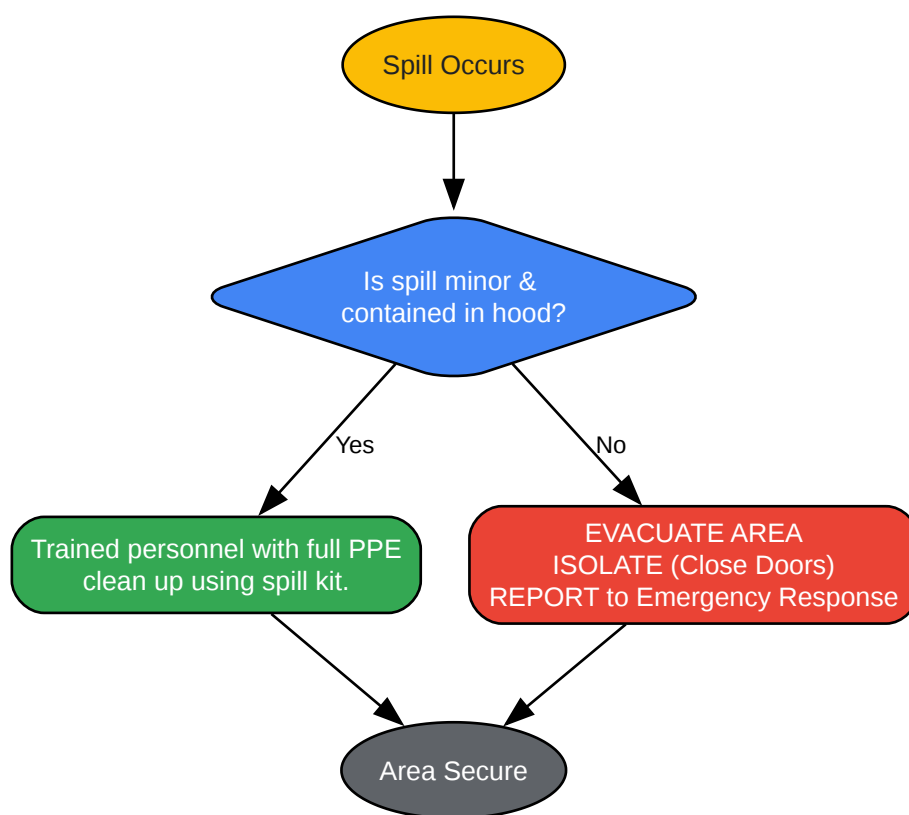 Spill Occurs
Is spill minor &
contained in hood?
Yes
No
Trained personnel with full PPE
clean up using spill kit.
EVACUATE AREA
ISOLATE (Close Doors)
REPORT to Emergency Response
Area Secure